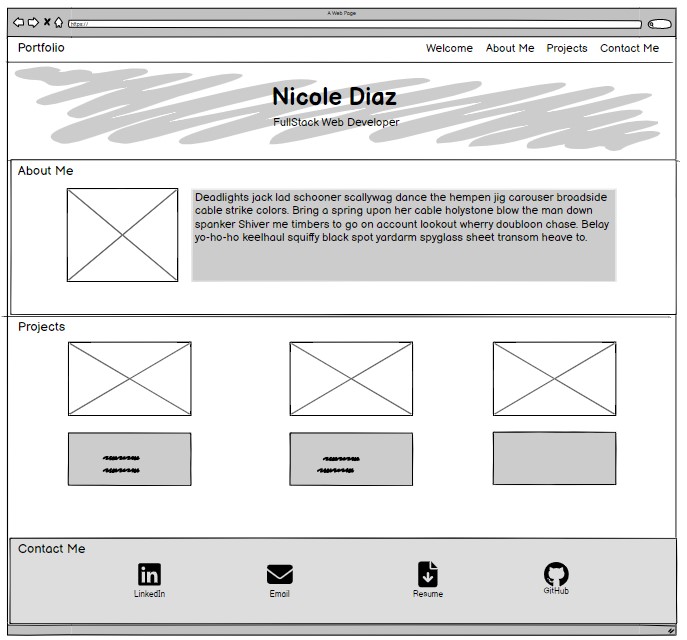 A Web Page
https://
Portfolio
Welcome About Me Projects Contact Me
Nicole Diaz
FullStack Web Developer
About Me
Deadlights jack lad schooner scallywag dance the hempen jig carouser broadside
cable strike colors. Bring a spring upon her cable holystone blow the man down
spanker Shiver me timbers to go on account lookout wherry doubloon chase. Belay
yo-ho-ho keelhaul squiffy black spot yardarm spyglass sheet transom heave to.
Projects
Contact Me
in
LinkedIn Email Resume GitHub